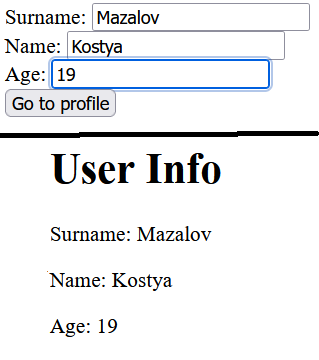 Surname: Mazalov
Name: Kostya
Age: 19
Go to profile
User Info
Surname: Mazalov
Name: Kostya
Age: 19